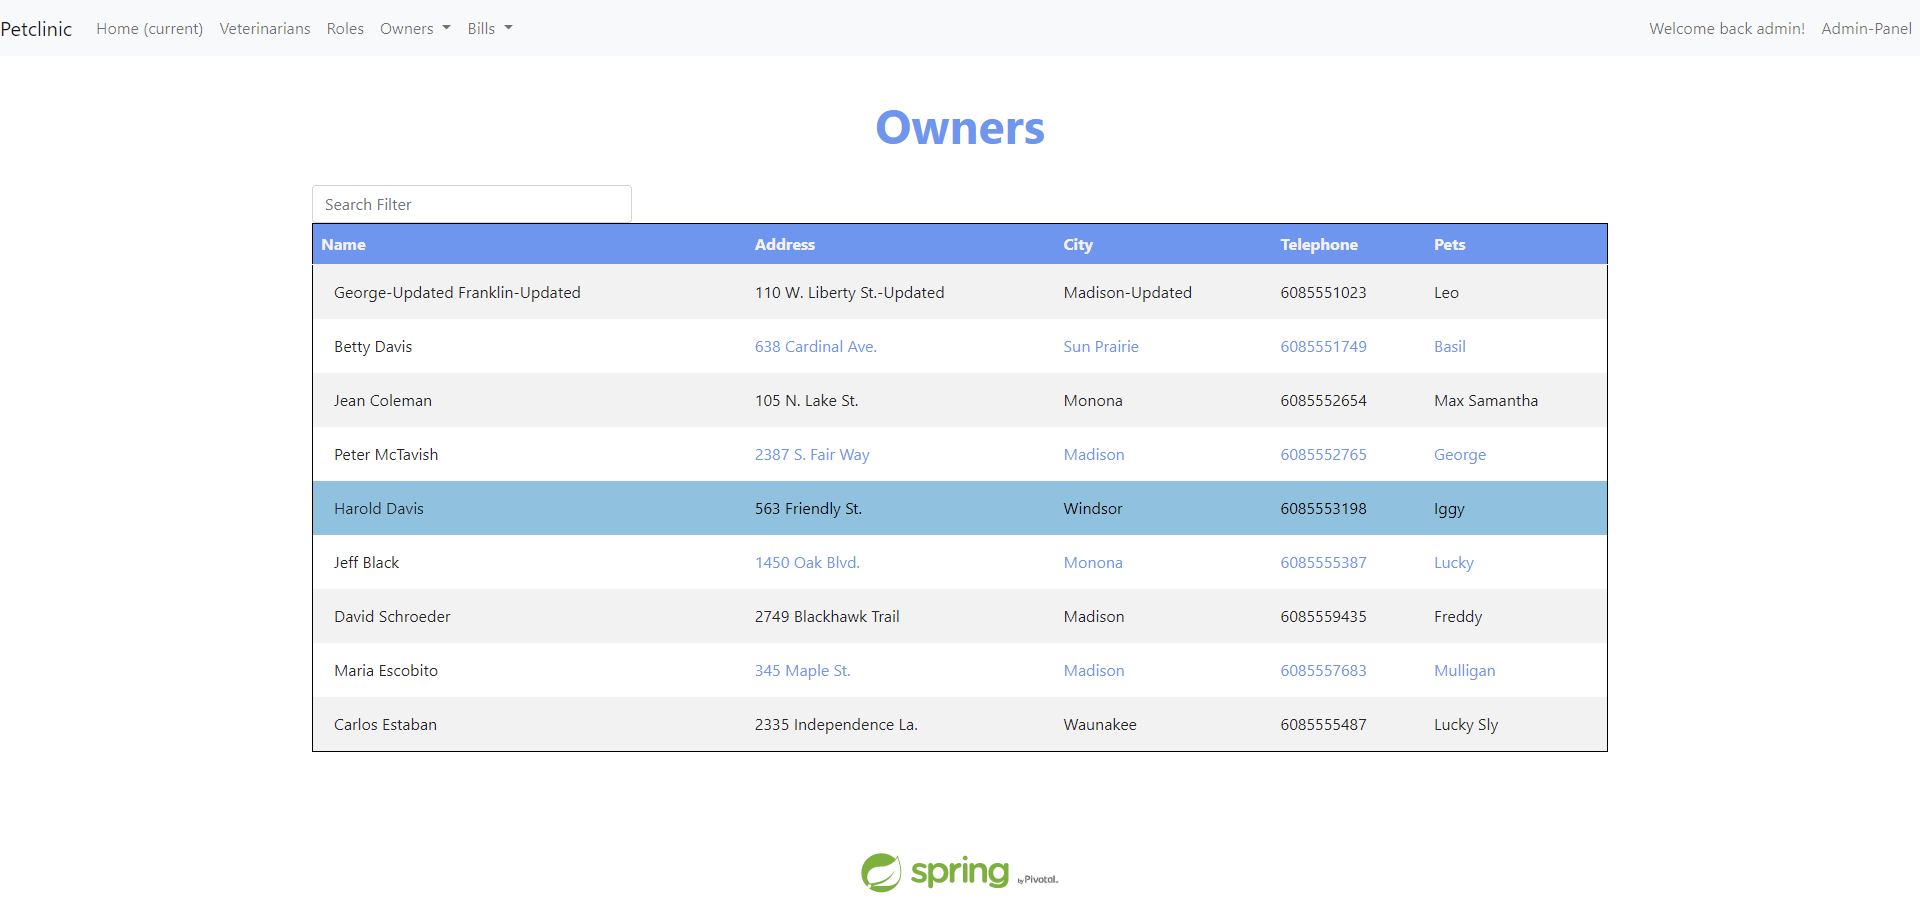 Petclinic Home (current) Veterinarians Roles Owners Bills Welcome back admin! Admin-Panel
Owners
Search Filter
Name Address City Telephone Pets
George-Updated Franklin-Updated 110 W. Liberty St.-Updated Madison-Updated 6085551023 Leo
Betty Davis 638 Cardinal Ave. Sun Prairie 6085551749 Basil
Jean Coleman 105 N. Lake St. Monona 6085552654 Max Samantha
Peter McTavish 2387 S. Fair Way Madison 6085552765 George
Harold Davis 563 Friendly St. Windsor 6085553198 Iggy
Jeff Black 1450 Oak Blvd. Monona 6085555387 Lucky
David Schroeder 2749 Blackhawk Trail Madison 6085559435 Freddy
Maria Escobito 345 Maple St. Madison 6085557683 Mulligan
Carlos Estaban 2335 Independence La. Waunakee 6085555487 Lucky Sly
spring by Pivotal.